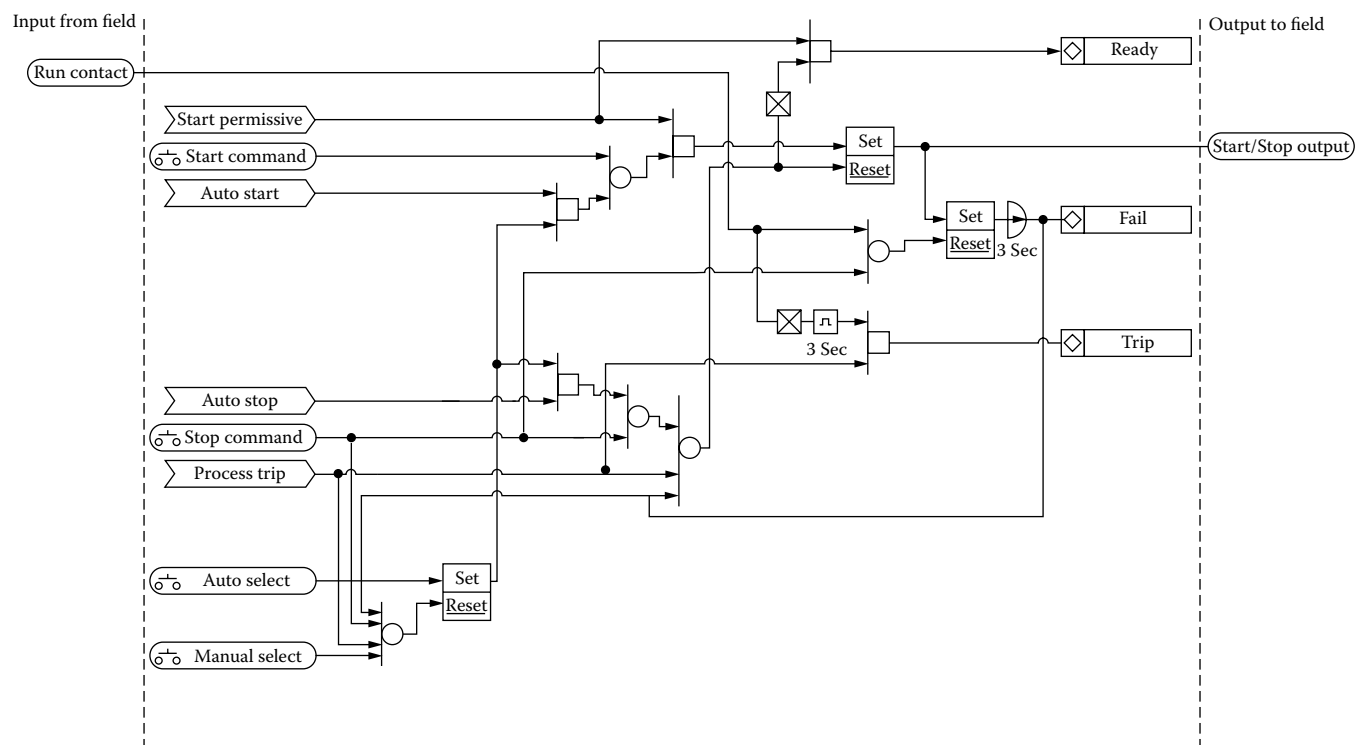 Input from field
Output to field
Ready
Run contact
Start permissive
Start command
Set
Start/Stop output
Reset
Auto start
Set
Fail
Reset
3 Sec
Trip
3 Sec
Auto stop
Stop command
Process trip
Auto select
Set
Reset
Manual select